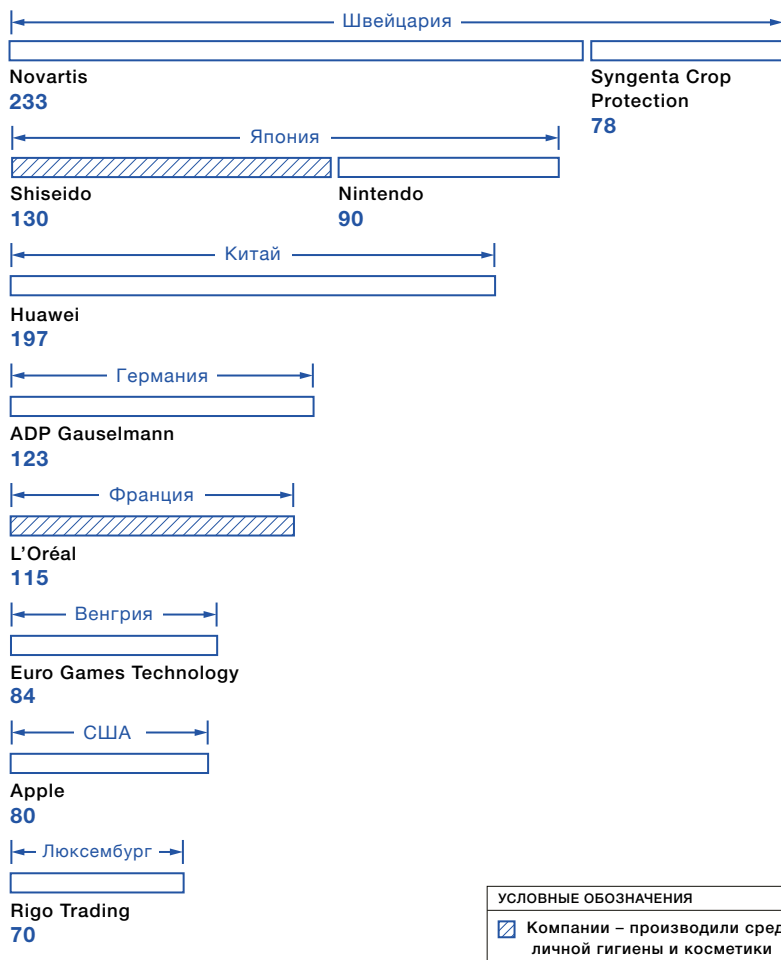 Швейцария
Novartis
233
Syngenta Crop
Protection
78
Япония
Shiseido
130
Nintendo
90
Китай
Huawei
197
Германия
ADP Gauselmann
123
Франция
L’Oréal
115
Венгрия
Euro Games Technology
84
США
Apple
80
Люксембург
Rigo Trading
70
УСЛОВНЫЕ ОБОЗНАЧЕНИЯ
Компании – производили
личной гигиены и косметики